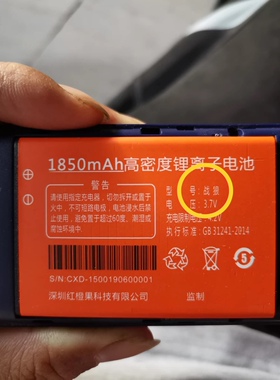 1850mAh高密度锂离子电池
警告
请使用指定充电器,切勿拆开或置于
火中,不可短路电极,电池浸水后切
勿使用,避免置于超过60度、潮湿或
腐蚀环境中
型 号:战狼
电 压:3.7V
充电限制电压:4.2V
执行标准:GB 31241-2014
S/N:CXD-1500190600001
深圳红橙果科技有限公司 监制
5